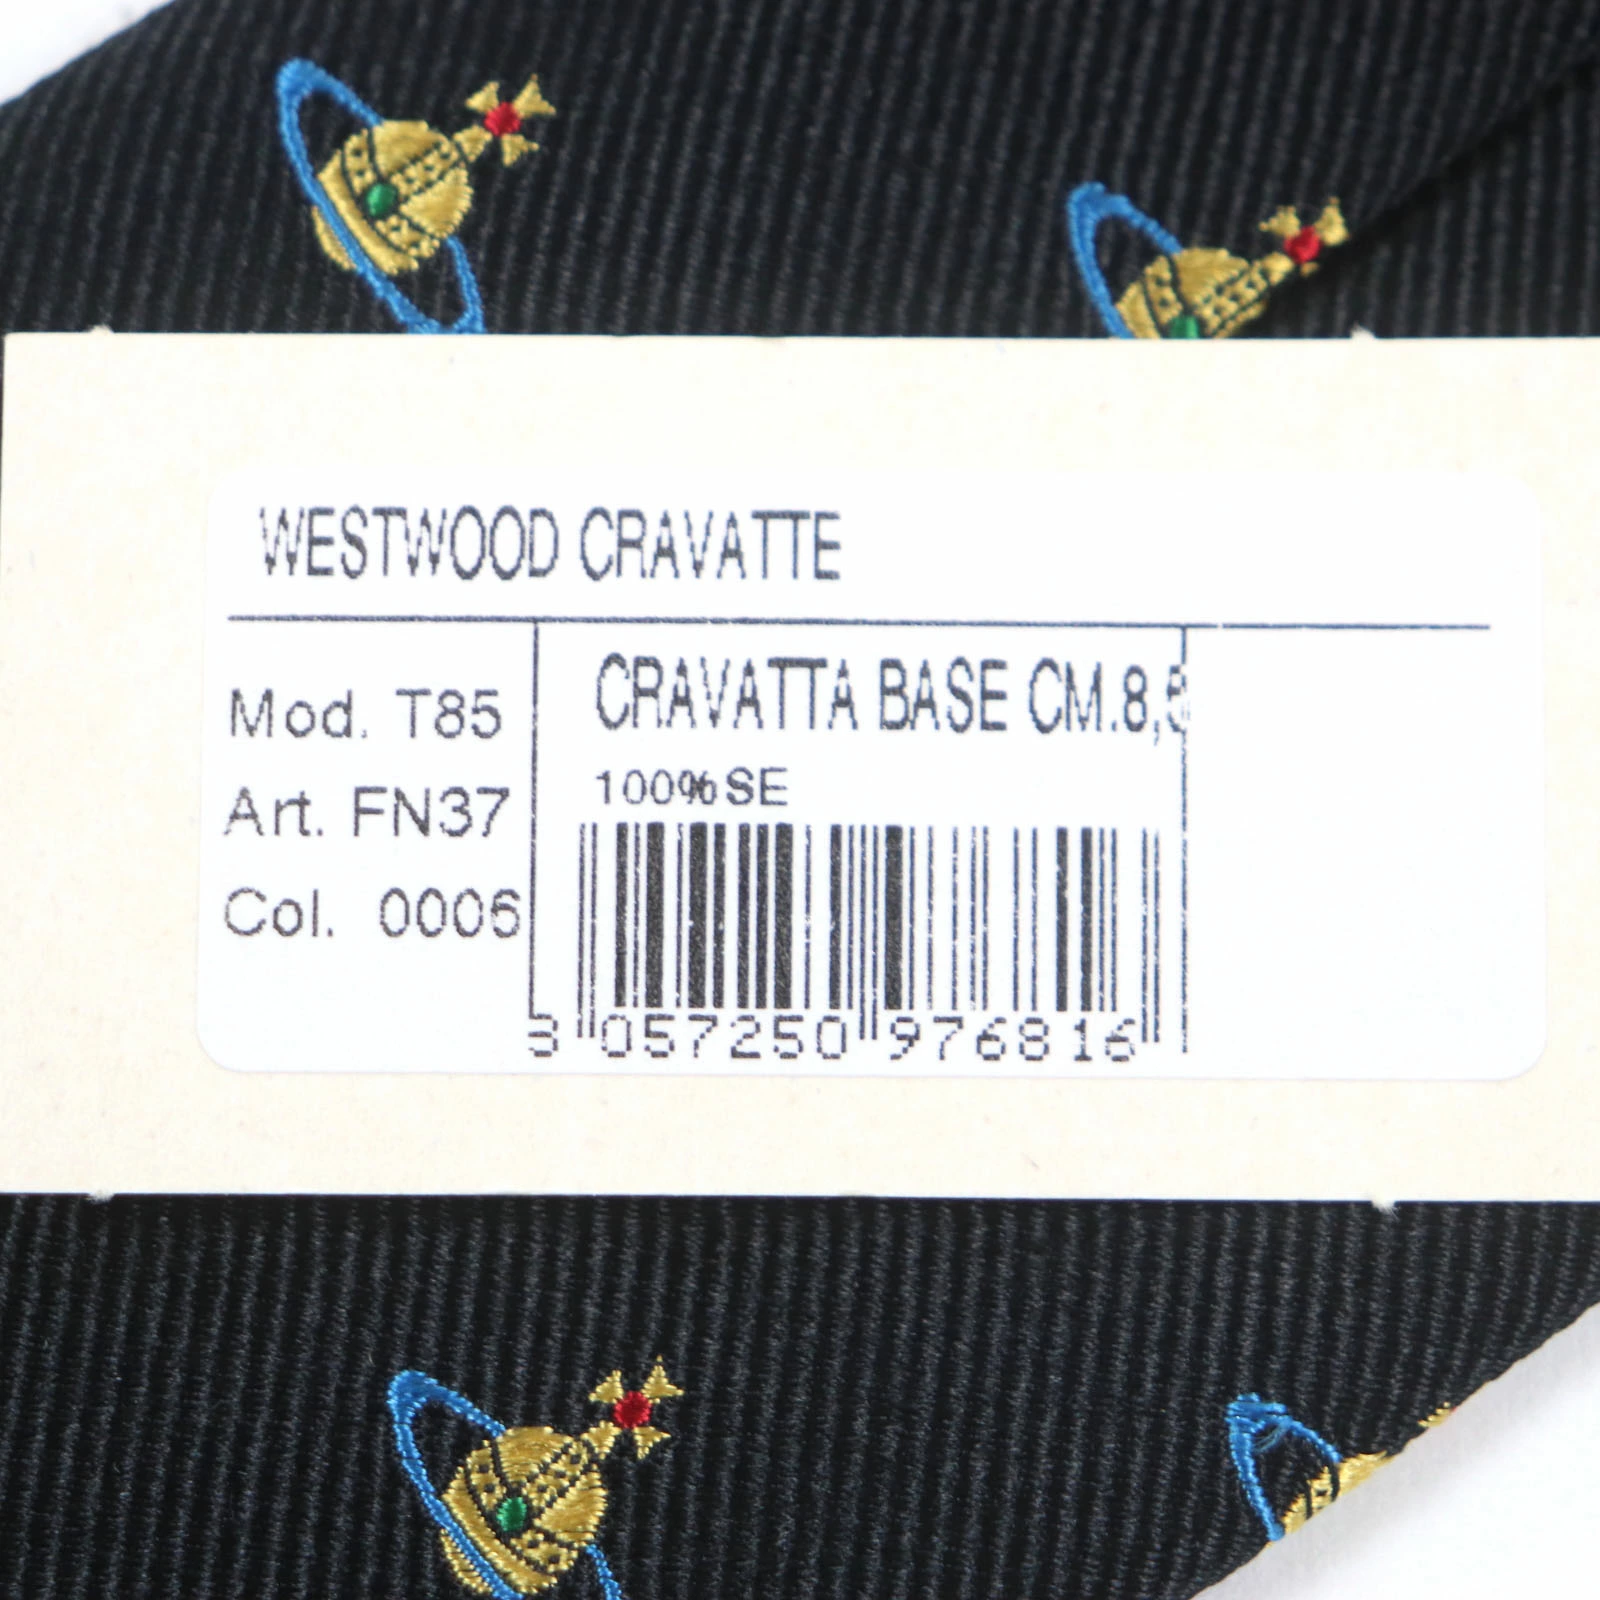 WESTWOOD CRAVATTE
Mod. T85
Art. FN37
Col. 0006
CRAVATTA BASE CM.8,5
100%SE
3 057250 976816